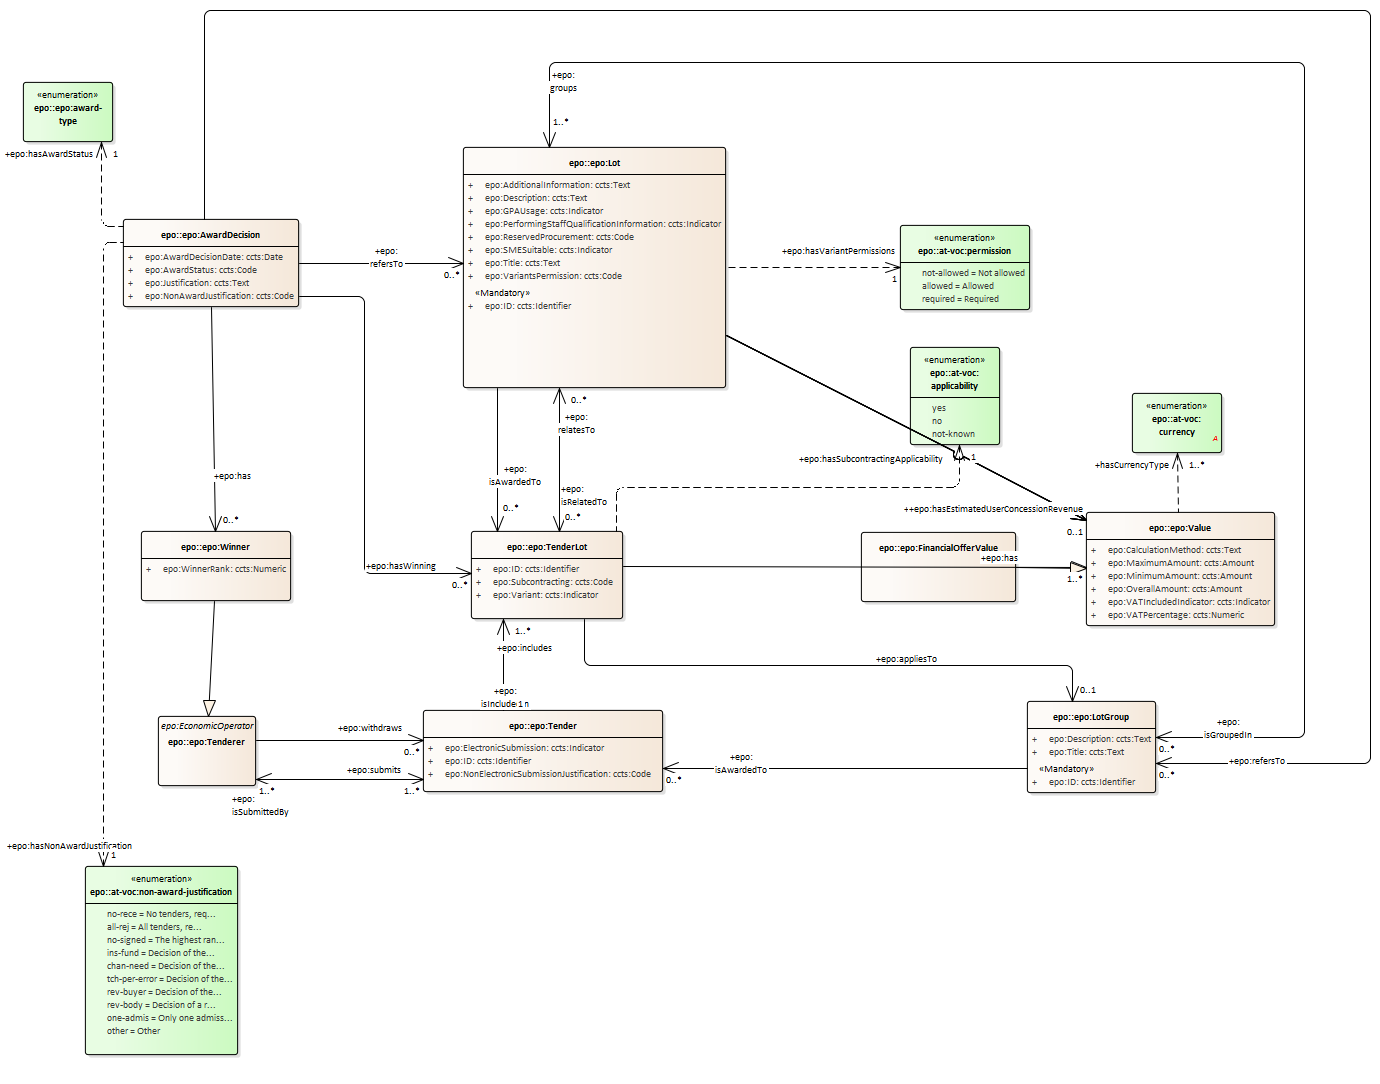 +epo:
groups
1..*
«enumeration»
epo::epo:award-
type
+epo:hasAwardStatus
1
epo::epo:Lot
+ epo:AdditionalInformation: ccts:Text
+ epo:Description: ccts:Text
+ epo:GPAUsage: ccts:Indicator
+ epo:PerformingStaffQualificationInformation: ccts:Indicator
+ epo:ReservedProcurement: ccts:Code
+ epo:SMESuitable: ccts:Indicator
+ epo:Title: ccts:Text
+ epo:VariantsPermission: ccts:Code
«Mandatory»
+ epo:ID: ccts:Identifier
epo::epo:AwardDecision
+ epo:AwardDecisionDate: ccts:Date
+ epo:AwardStatus: ccts:Code
+ epo:Justification: ccts:Text
+ epo:NonAwardJustification: ccts:Code
+epo:
refersTo
0..*
+epo:hasVariantPermissions
1
«enumeration»
epo::at-voc:permission
not-allowed = Not allowed
allowed = Allowed
required = Required
«enumeration»
epo::at-voc:
applicability
yes
no
not-known
«enumeration»
epo::at-voc:
currency
A
0..*
+epo:
relatesTo
+epo:hasSubcontractingApplicability
1
+hasCurrencyType
1..*
+epo:has
0..*
+epo:
isAwardedTo
0..*
+epo:
isRelatedTo
0..*
++epo:hasEstimatedUserConcessionRevenue
0..1
epo::epo:Winner
+ epo:WinnerRank: ccts:Numeric
+epo:hasWinning
0..*
epo::epo:TenderLot
+ epo:ID: ccts:Identifier
+ epo:Subcontracting: ccts:Code
+ epo:Variant: ccts:Indicator
epo::epo:FinancialOfferValue
+epo:has
1..*
epo::epo:Value
+ epo:CalculationMethod: ccts:Text
+ epo:MaximumAmount: ccts:Amount
+ epo:MinimumAmount: ccts:Amount
+ epo:OverallAmount: ccts:Amount
+ epo:VATIncludedIndicator: ccts:Indicator
+ epo:VATPercentage: ccts:Numeric
1..*
+epo:includes
+epo:
isInclude1n
+epo:appliesTo
0..1
epo:EconomicOperator
epo::epo:Tenderer
+epo:withdraws
0..*
+epo:submits
1..*
1..*
+epo:
isSubmittedBy
epo::epo:Tender
+ epo:ElectronicSubmission: ccts:Indicator
+ epo:ID: ccts:Identifier
+ epo:NonElectronicSubmissionJustification: ccts:Code
+epo:
isAwardedTo
0..*
epo::epo:LotGroup
+ epo:Description: ccts:Text
+ epo:Title: ccts:Text
«Mandatory»
+ epo:ID: ccts:Identifier
+epo:
isGroupedIn
0..*
+epo:refersTo
0..*
+epo:hasNonAwardJustification
1
«enumeration»
epo::at-voc:non-award-justification
no-rece = No tenders, req...
all-rej = All tenders, re...
no-signed = The highest ran...
ins-fund = Decision of the...
chan-need = Decision of the...
tch-per-error = Decision of the...
rev-buyer = Decision of the...
rev-body = Decision of a r...
one-admis = Only one admiss...
other = Other